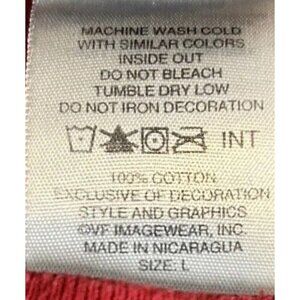 MACHINE WASH COLD
WITH SIMILAR COLORS
INSIDE OUT
DO NOT BLEACH
TUMBLE DRY LOW
DO NOT IRON DECORATION
INT
100% COTTON
EXCLUSIVE OF DECORATION
STYLE AND GRAPHICS
©VF IMAGEWEAR, INC.
MADE IN NICARAGUA
SIZE: L